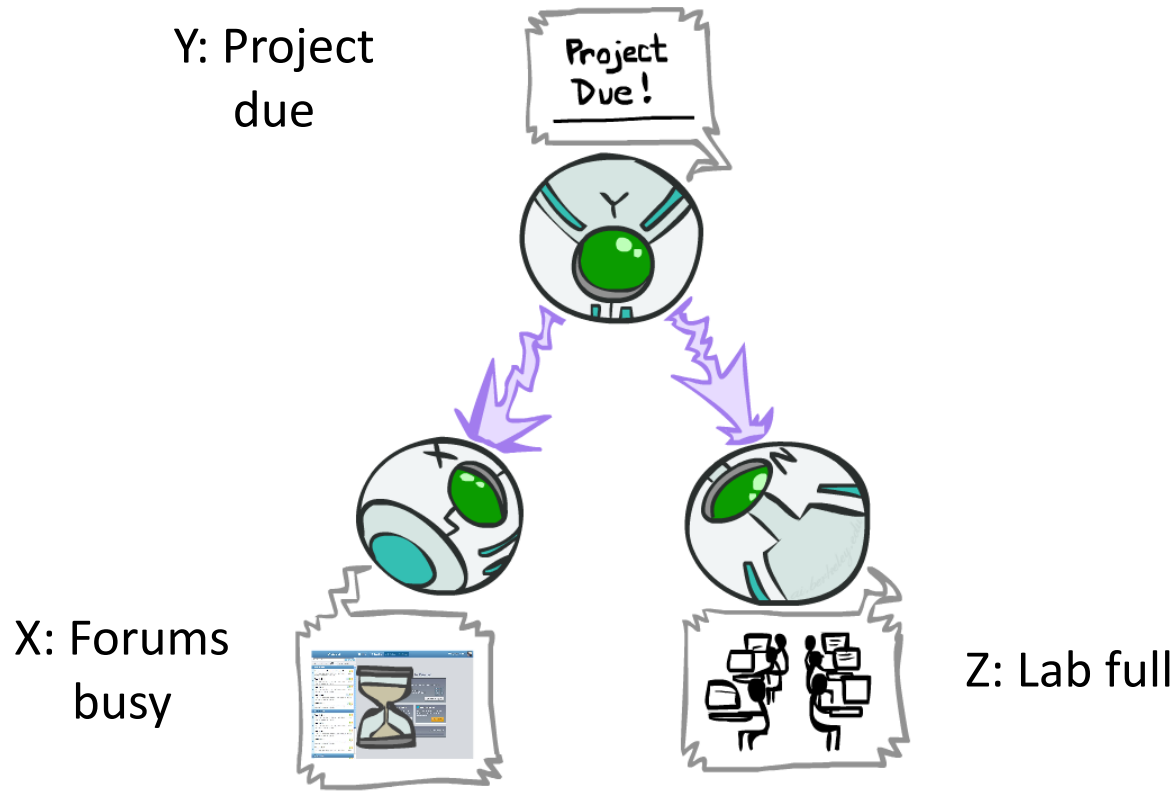 Y: Project
due
Project
Due!
Y
X
Z
X: Forums
busy
Z: Lab full